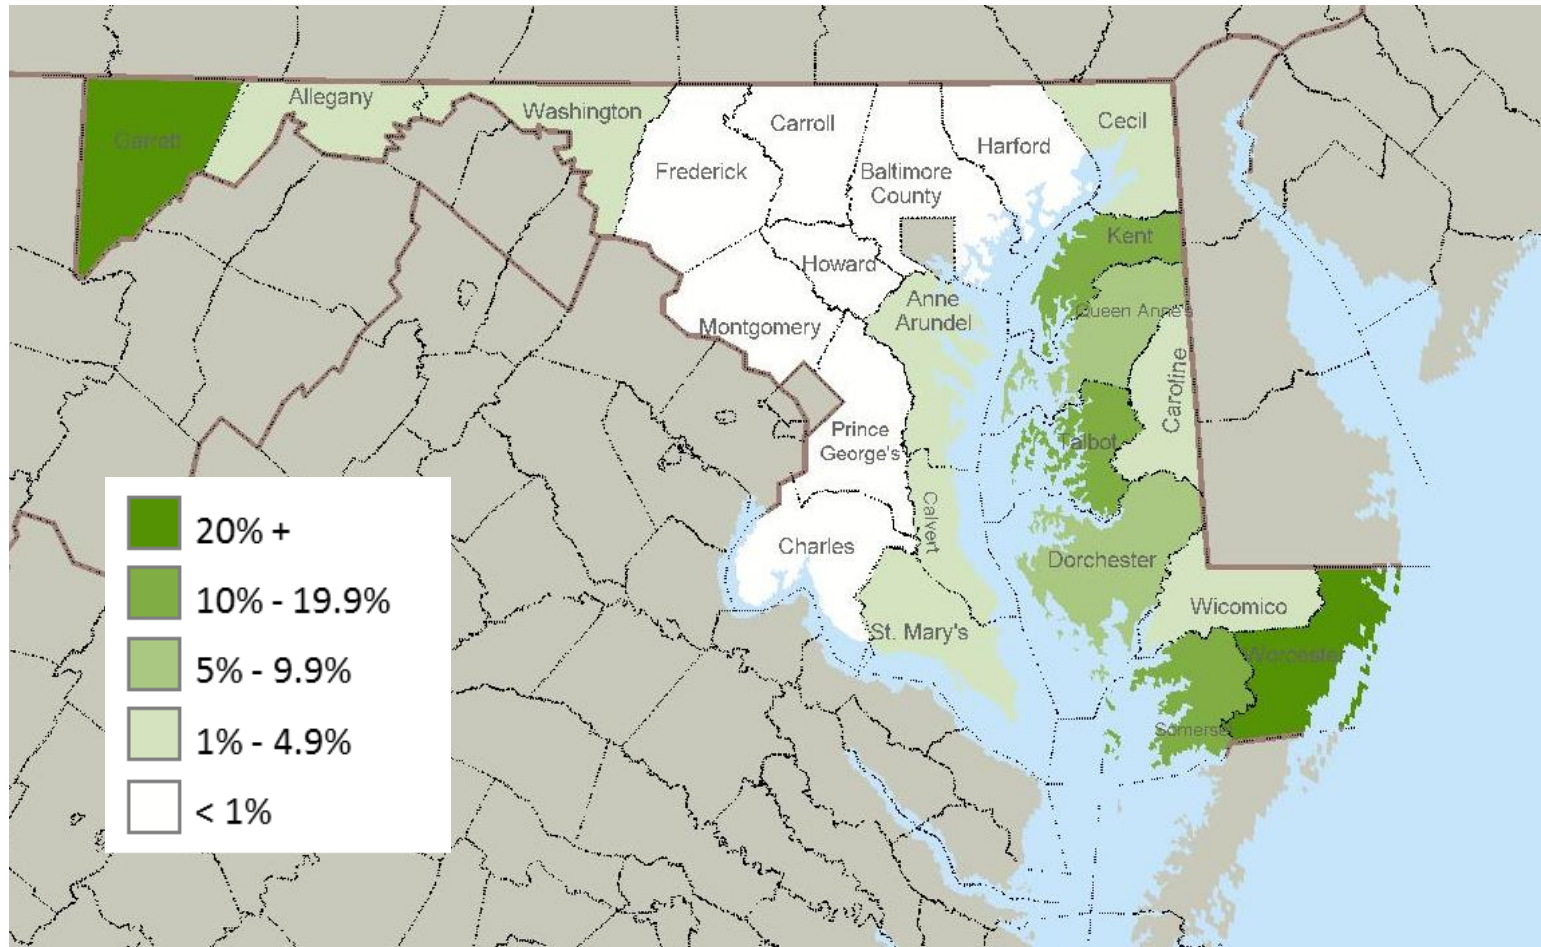 Allegany
Washington
Garrett
Carroll
Cecil
Harford
Frederick
Baltimore
County
Kent
Howard
Anne
Arundel
Queen Anne's
Montgomery
Caroline
Prince
George's
Talbot
Calvert
Charles
Dorchester
Wicomico
St. Mary's
Worcester
Somerse
20% +
10% - 19.9%
5% - 9.9%
1% - 4.9%
< 1%